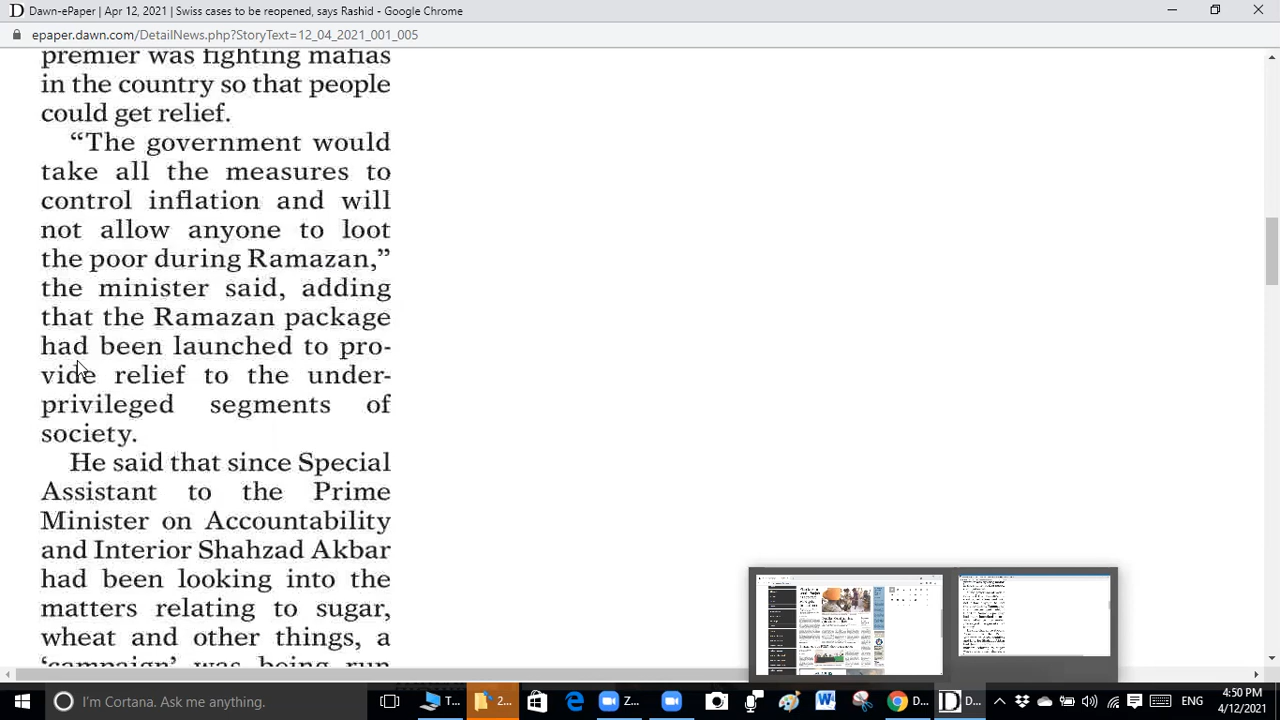 Dawn-ePaper | Apr 12, 2021 | Swiss cases to be reopened, says Rashid - Google Chrome
epaper.dawn.com/DetailNews.php?StoryText=12_04_2021_001_005
premier was fighting mafias
in the country so that people
could get relief.
“The government would
take all the measures to
control inflation and will
not allow anyone to loot
the poor during Ramazan,”
the minister said, adding
that the Ramazan package
had been launched to pro-
vide relief to the under-
privileged segments of
society.
He said that since Special
Assistant to the Prime
Minister on Accountability
and Interior Shahzad Akbar
had been looking into the
matters relating to sugar,
wheat and other things, a
‘campaign’ was being run
I'm Cortana. Ask me anything.
T...
2...
Z...
D...
D...
ENG
4:50 PM
4/12/2021